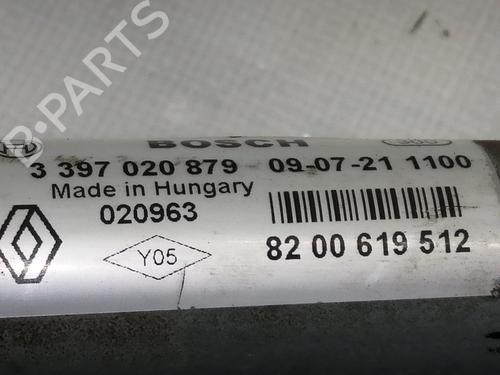 B-PARTS
BOSCH
3 397 020 879 09-07-21 1100
Made in Hungary
020963
Y05
82 00 619 512